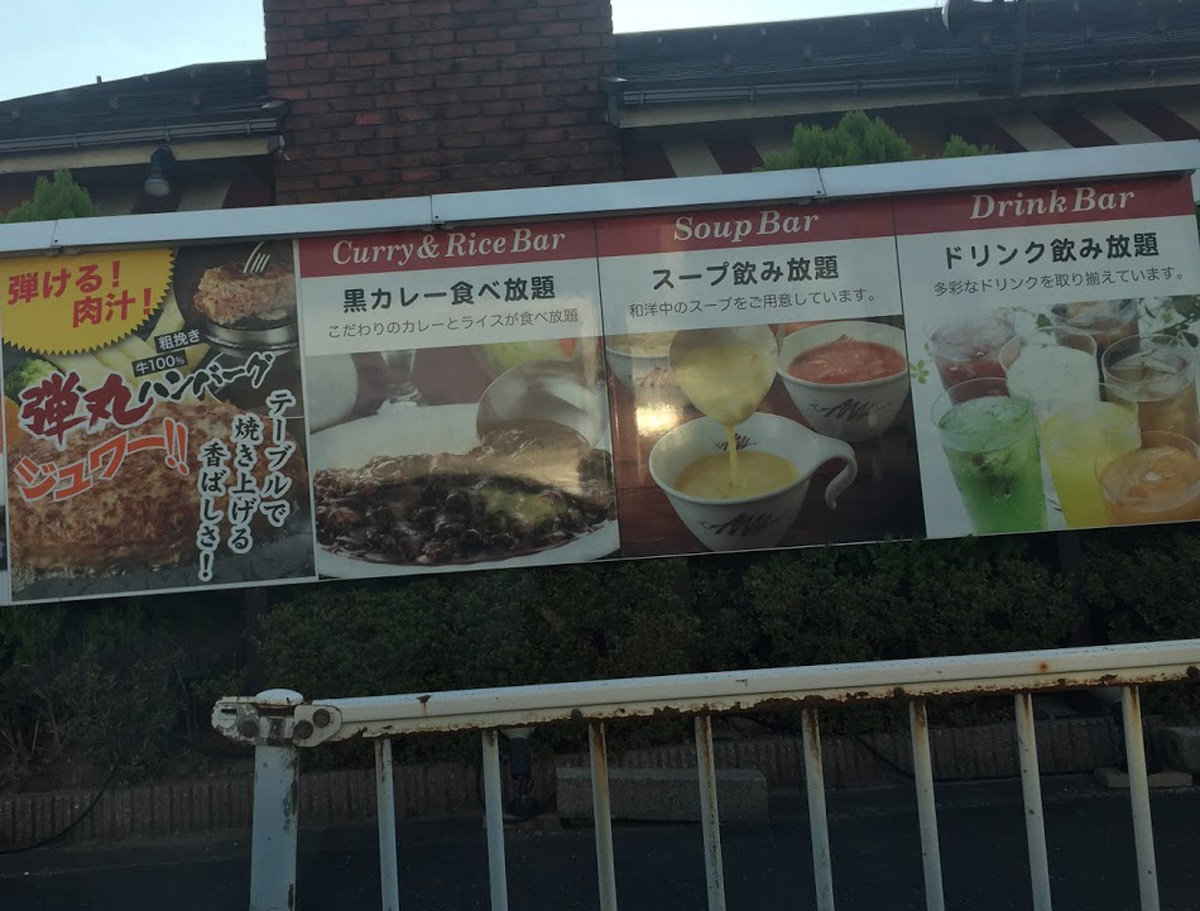 弾ける！
肉汁！
粗挽き
牛100%
弾丸ハンバーグ
ジュワー!!
テーブルで
焼き上げる
香ばしさ！
Curry & Rice Bar
黒カレー食べ放題
こだわりのカレーとライスが食べ放題
Soup Bar
スープ飲み放題
和洋中のスープをご用意しています。
Drink Bar
ドリンク飲み放題
多彩なドリンクを取り揃えています。